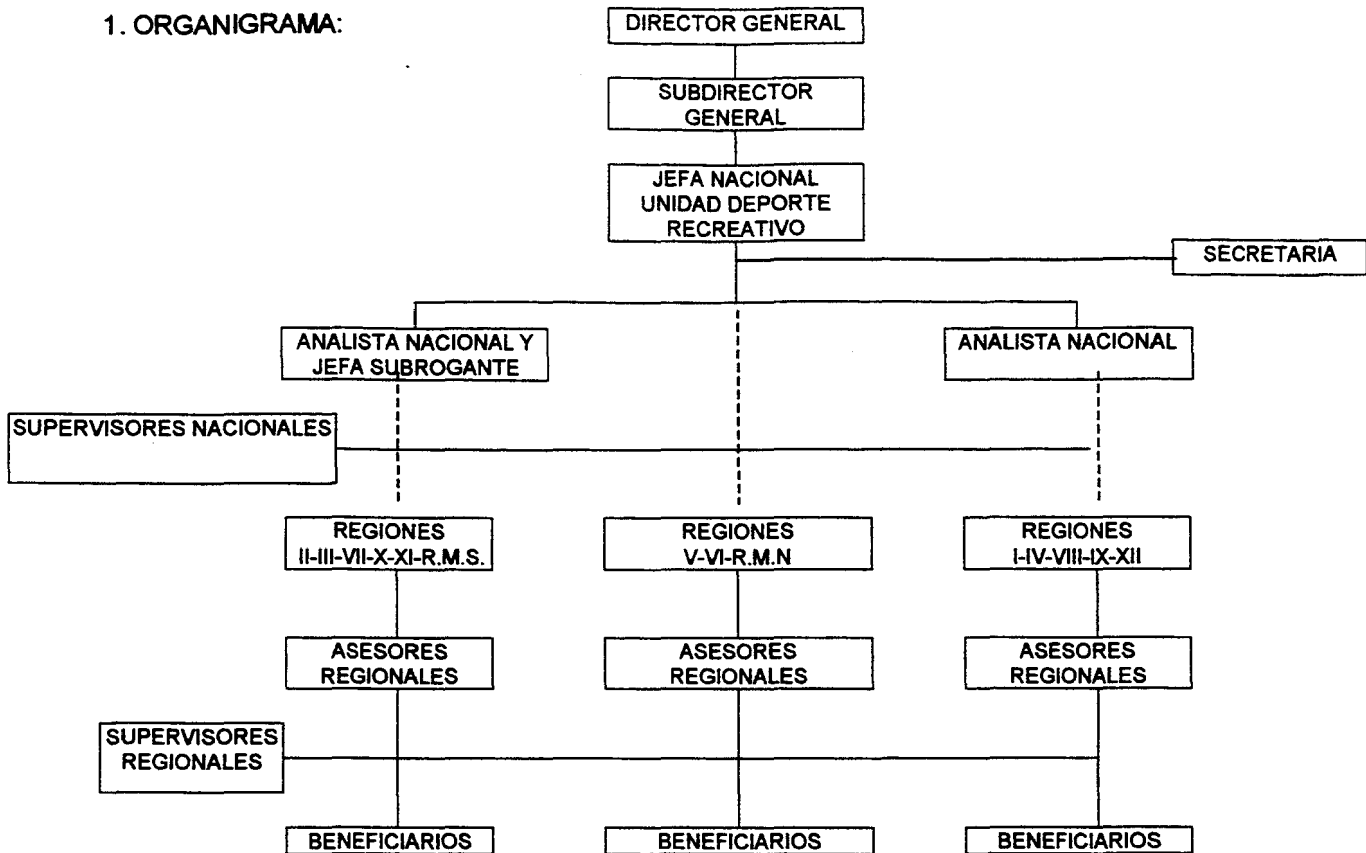 1. ORGANIGRAMA:
DIRECTOR GENERAL
SUBDIRECTOR
GENERAL
JEFA NACIONAL
UNIDAD DEPORTE
RECREATIVO
SECRETARIA
ANALISTA NACIONAL Y
JEFA SUBROGANTE
ANALISTA NACIONAL
SUPERVISORES NACIONALES
REGIONES
II-III-VII-X-XI-R.M.S.
REGIONES
V-VI-R.M.N
REGIONES
I-IV-VIII-IX-XII
ASESORES
REGIONALES
ASESORES
REGIONALES
ASESORES
REGIONALES
SUPERVISORES
REGIONALES
BENEFICIARIOS
BENEFICIARIOS
BENEFICIARIOS